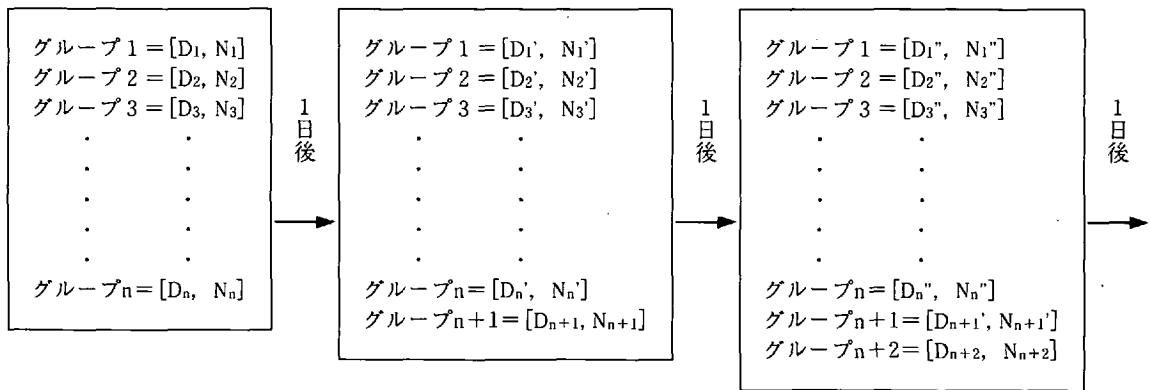 グループ1=[D₁, N₁]
グループ2=[D₂, N₂]
グループ3=[D₃, N₃]
グループn=[Dₙ, Nₙ]
1日後
グループ1=[D₁', N₁']
グループ2=[D₂', N₂']
グループ3=[D₃', N₃']
グループn=[Dₙ', Nₙ']
グループn+1=[Dₙ₊₁, Nₙ₊₁]
1日後
グループ1=[D₁", N₁"]
グループ2=[D₂", N₂"]
グループ3=[D₃", N₃"]
グループn=[Dₙ", Nₙ"]
グループn+1=[Dₙ₊₁', Nₙ₊₁']
グループn+2=[Dₙ₊₂, Nₙ₊₂]
1日後